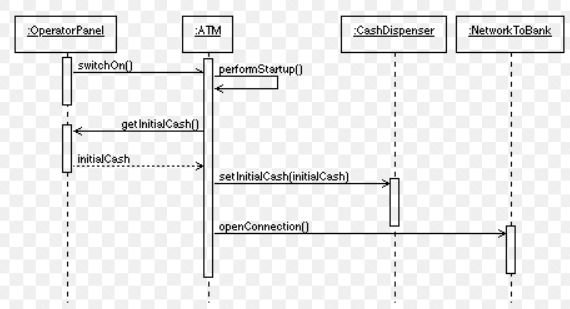 :OperatorPanel
:ATM
:CashDispenser
:NetworkToBank
switchOn()
performStartup()
getInitialCash()
initialCash
setInitialCash(initialCash)
openConnection()